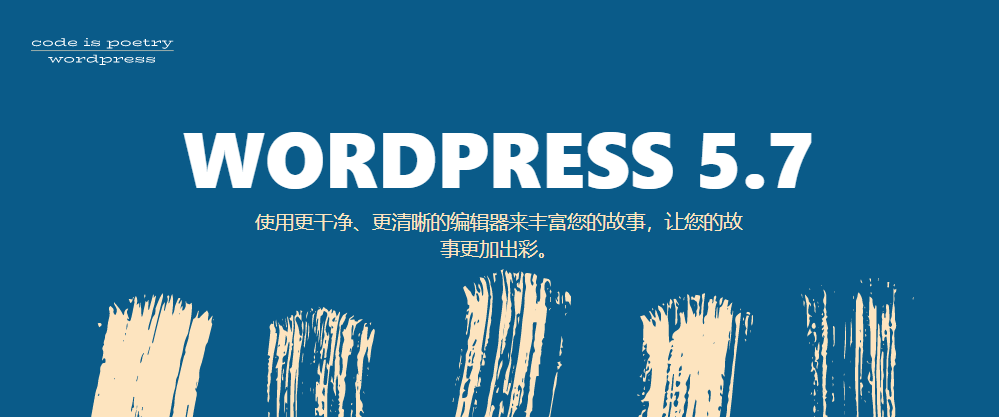 code is poetry
wordpress
WORDPRESS 5.7
使用更干净、更清晰的编辑器来丰富您的故事，让您的故
事更加出彩。